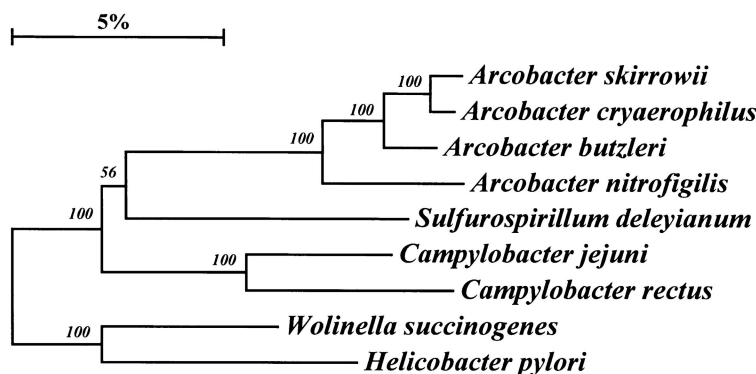 5%
100 Arcobacter skirrowii
Arcobacter cryaerophilus
100
100 Arcobacter butzleri
56 Arcobacter nitrofigilis
100 Sulfurospirillum deleyianum
100 Campylobacter jejuni
Campylobacter rectus
100 Wolinella succinogenes
Helicobacter pylori